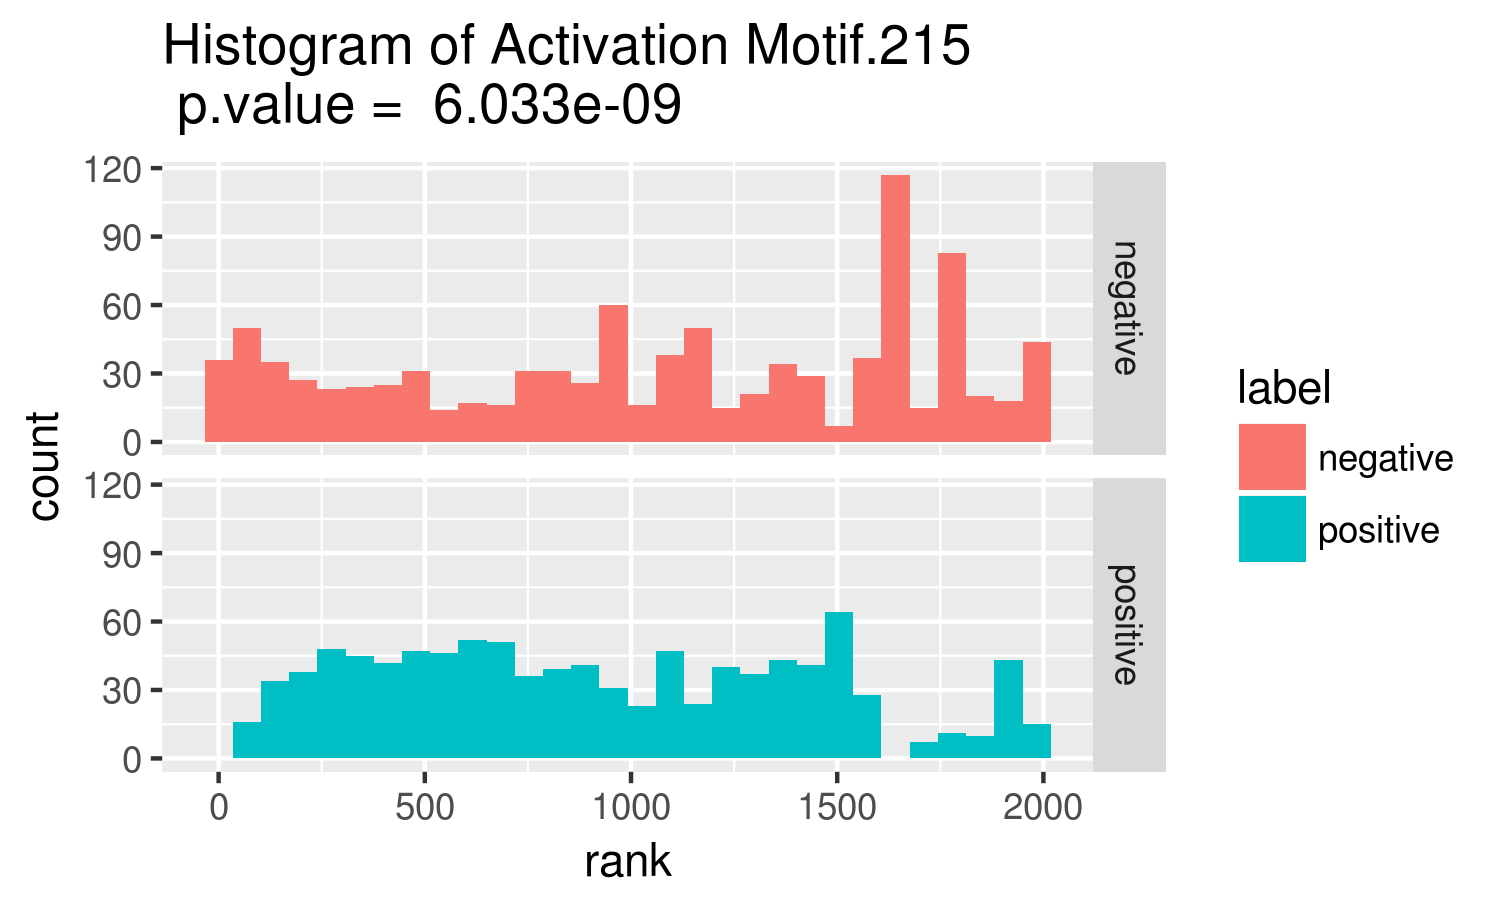 Histogram of Activation Motif.215
p.value = 6.033e-09
count
120
90
60
30
0
negative
120
90
60
30
0
positive
0 500 1000 1500 2000
rank
label
negative
positive